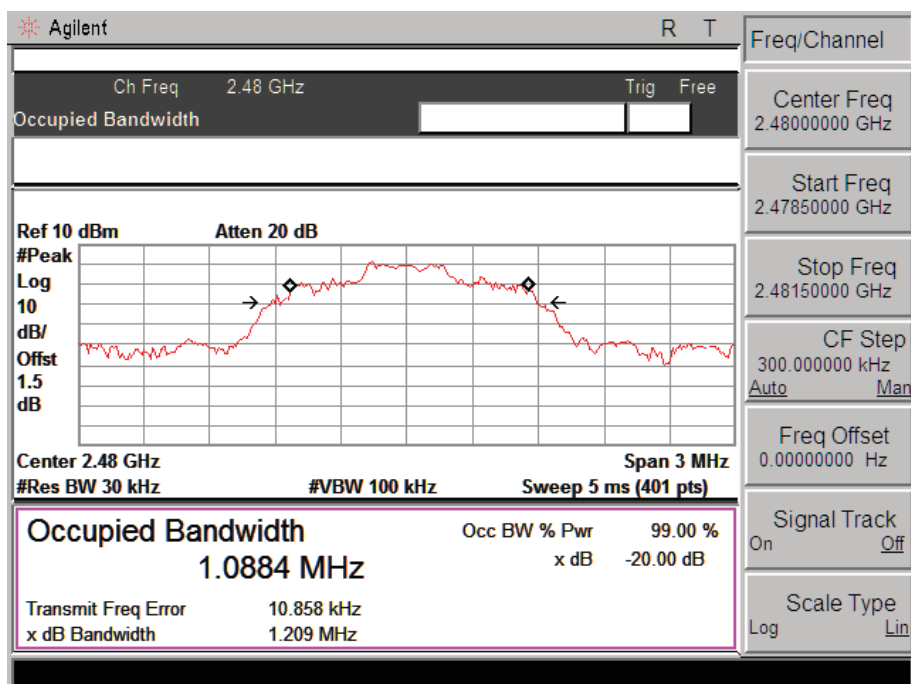 Agilent R T
Ch Freq 2.48 GHz Trig Free
Occupied Bandwidth
Ref 10 dBm Atten 20 dB
#Peak
Log
10
dB/
Offst
1.5
dB
Center 2.48 GHz Span 3 MHz
#Res BW 30 kHz #VBW 100 kHz Sweep 5 ms (401 pts)
Occupied Bandwidth
1.0884 MHz
Occ BW % Pwr 99.00 %
x dB -20.00 dB
Transmit Freq Error 10.858 kHz
x dB Bandwidth 1.209 MHz
Freq/Channel
Center Freq
2.48000000 GHz
Start Freq
2.47850000 GHz
Stop Freq
2.48150000 GHz
CF Step
300.000000 kHz
Auto Man
Freq Offset
0.00000000 Hz
Signal Track
On Off
Scale Type
Log Lin